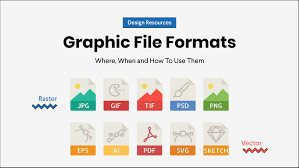 Design Resources
Graphic File Formats
Where, When and How To Use Them
Raster
JPG GIF TIF PSD PNG
EPS AI PDF SVG SKETCH
Vector